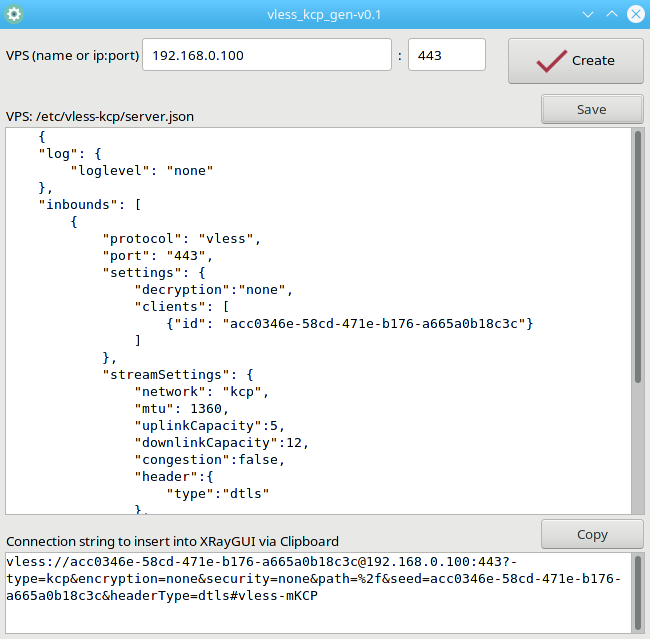 vless_kcp_gen-v0.1
VPS (name or ip:port) 192.168.0.100 : 443 Create
Save
VPS: /etc/vless-kcp/server.json
{
"log": {
"loglevel": "none"
},
"inbounds": [
{
"protocol": "vless",
"port": "443",
"settings": {
"decryption":"none",
"clients": [
{"id": "acc0346e-58cd-471e-b176-a665a0b18c3c"}
]
},
"streamSettings": {
"network": "kcp",
"mtu": 1360,
"uplinkCapacity":5,
"downlinkCapacity":12,
"congestion":false,
"header":{
"type":"dtls"
},
Copy
Connection string to insert into XRayGUI via Clipboard
vless://acc0346e-58cd-471e-b176-a665a0b18c3c@192.168.0.100:443?-
type=kcp&encryption=none&security=none&path=%2f&seed=acc0346e-58cd-471e-b176-
a665a0b18c3c&headerType=dtls#vless-mKCP